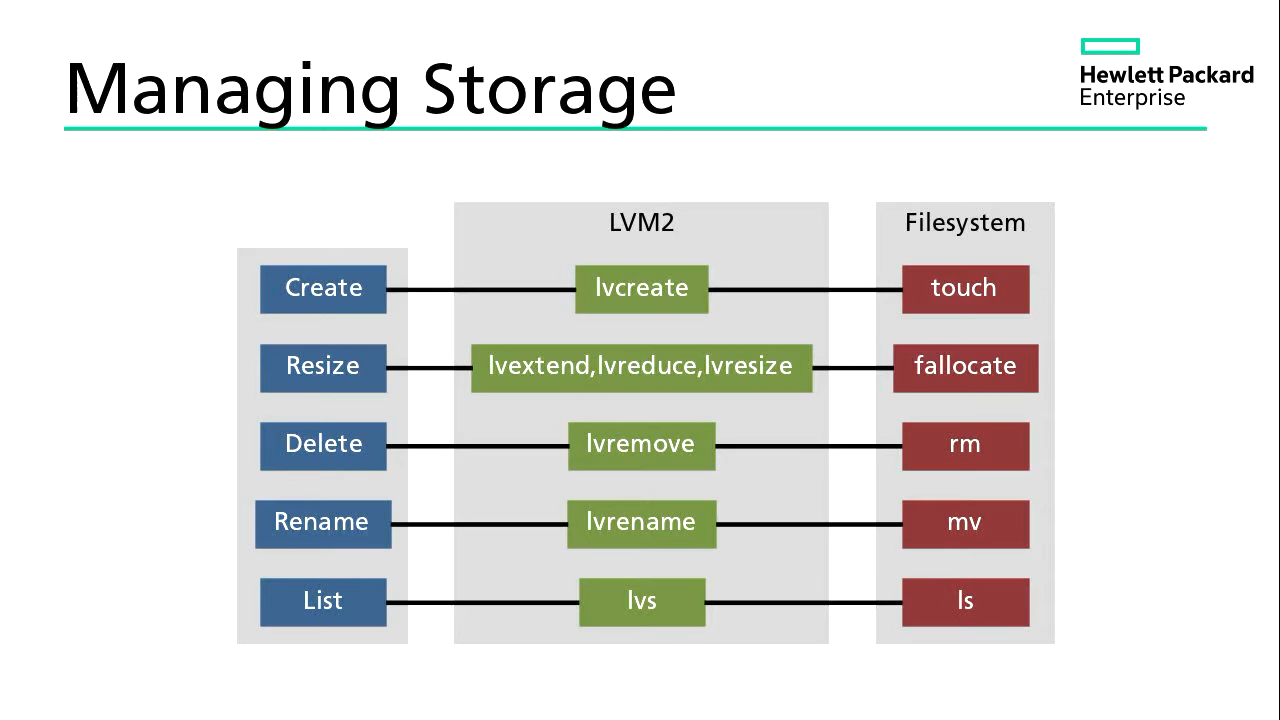 Managing Storage
Hewlett Packard
Enterprise
LVM2
Filesystem
Create
lvcreate
touch
Resize
lvextend,lvreduce,lvresize
fallocate
Delete
lvremove
rm
Rename
lvrename
mv
List
lvs
ls